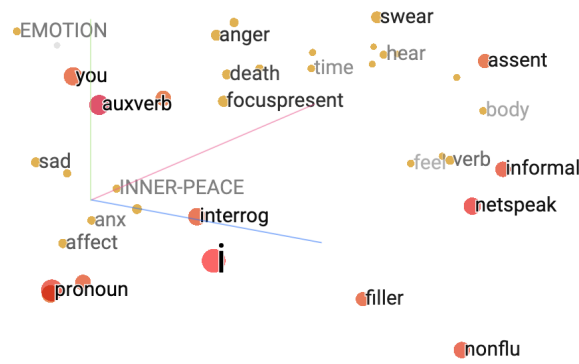 swear
EMOTION
anger
hear
assent
time
you
death
auxverb
focuspresent
body
sad
feel
verb
informal
INNER-PEACE
netspeak
anx
interrog
affect
i
pronoun
filler
nonflu